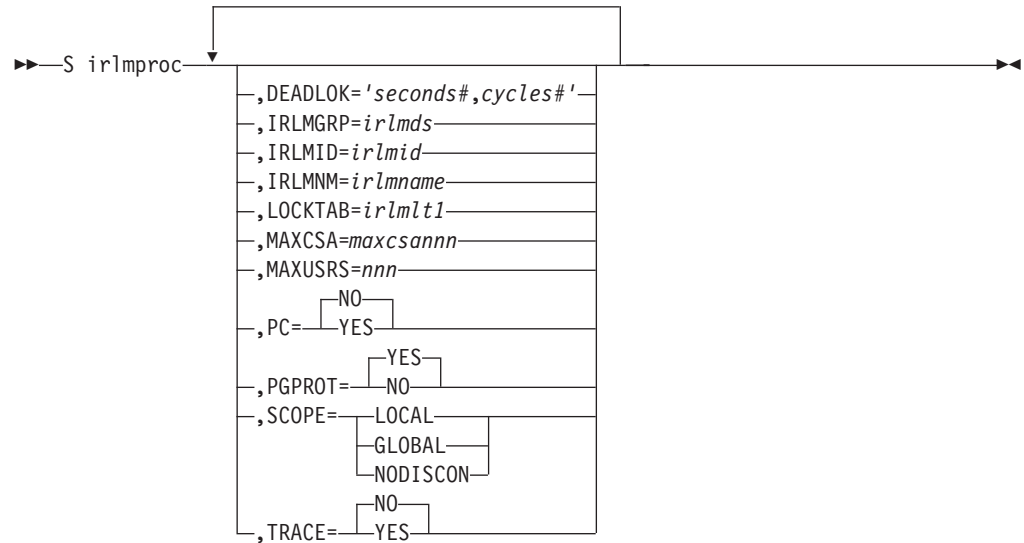 S irlmproc
,DEADLOK='seconds#,cycles#'
,IRLMGRP=irlmds
,IRLMID=irlmid
,IRLMNM=irlmname
,LOCKTAB=irlmlt1
,MAXCSA=maxcsannn
,MAXUSRS=nnn
NO
,PC= YES
YES
,PGPROT= NO
,SCOPE= LOCAL
GLOBAL
NODISCON
NO
,TRACE= YES